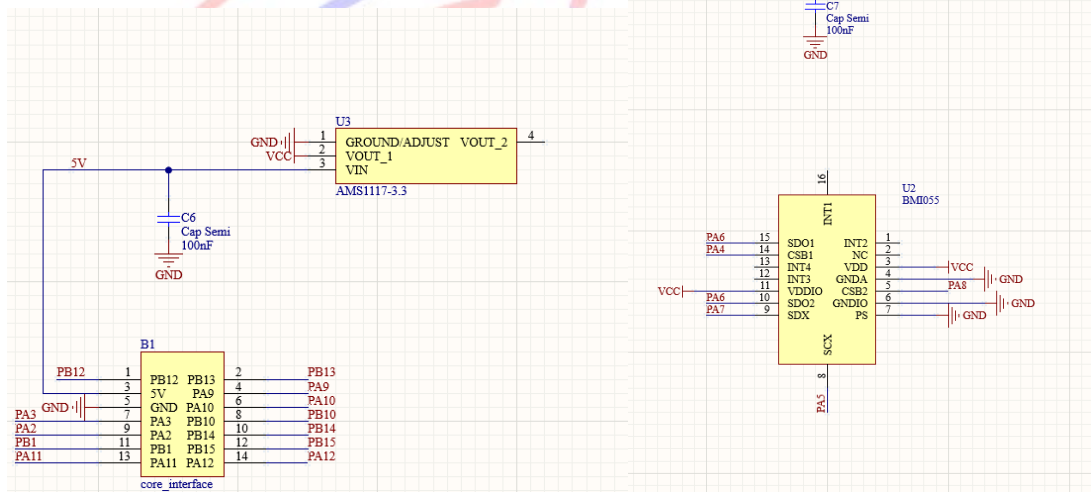 C7
Cap Semi
100nF
GND
U3
GND 1 GROUND/ADJUST VOUT_2 4
VCC 2 VOUT_1
5V 3 VIN
AMS1117-3.3
C6
Cap Semi
100nF
GND
B1
PB12 1 PB12 PB13 2 PB13
3 5V PA9 4 PA9
GND 5 GND PA10 6 PA10
PA3 7 PA3 PB10 8 PB10
PA2 9 PA2 PB14 10 PB14
PB1 11 PB1 PB15 12 PB15
PA11 13 PA11 PA12 14 PA12
core_interface
16
INT1
U2
BMI055
PA6 15 SDO1 INT2 1
PA4 14 CSB1 NC 2
13 INT4 VDD 3 VCC
12 INT3 GNDA 4 GND
VCC 11 VDDIO CSB2 5 PA8
PA6 10 SDO2 GNDIO 6 GND
PA7 9 SDX PS 7 GND
SCX
8
PA5